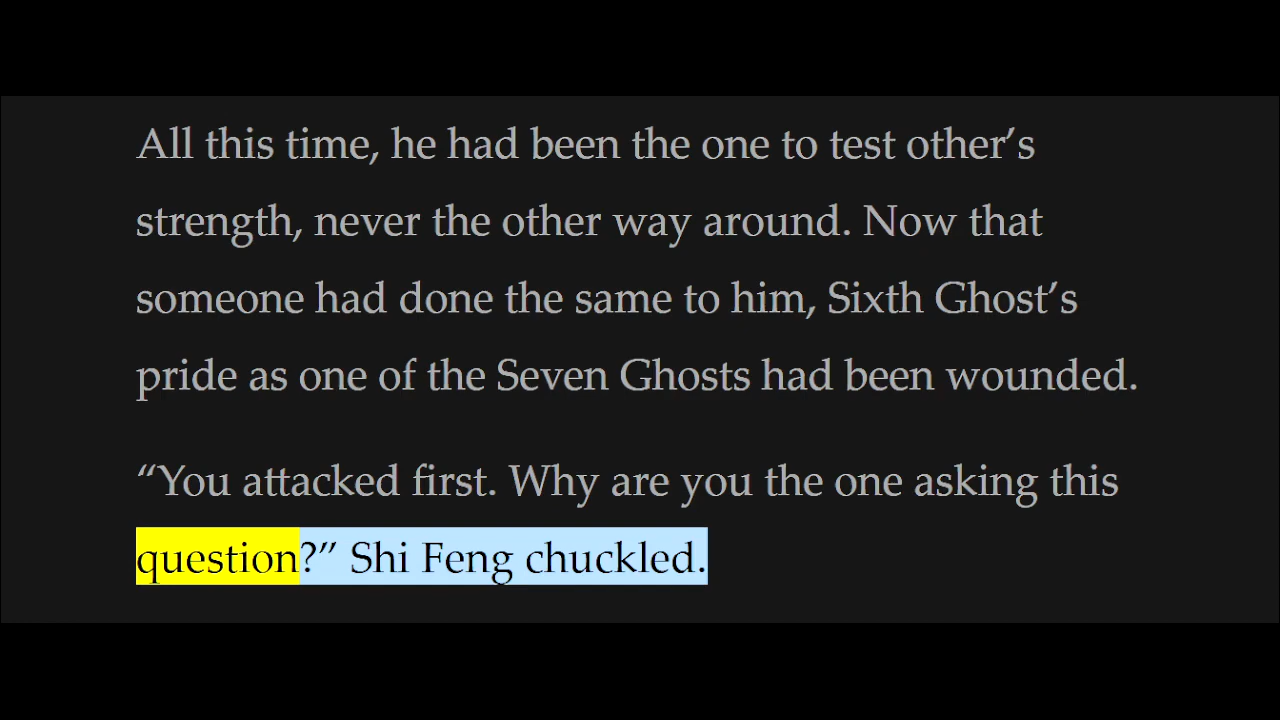 All this time, he had been the one to test other’s
strength, never the other way around. Now that
someone had done the same to him, Sixth Ghost’s
pride as one of the Seven Ghosts had been wounded.
“You attacked first. Why are you the one asking this
question?” Shi Feng chuckled.